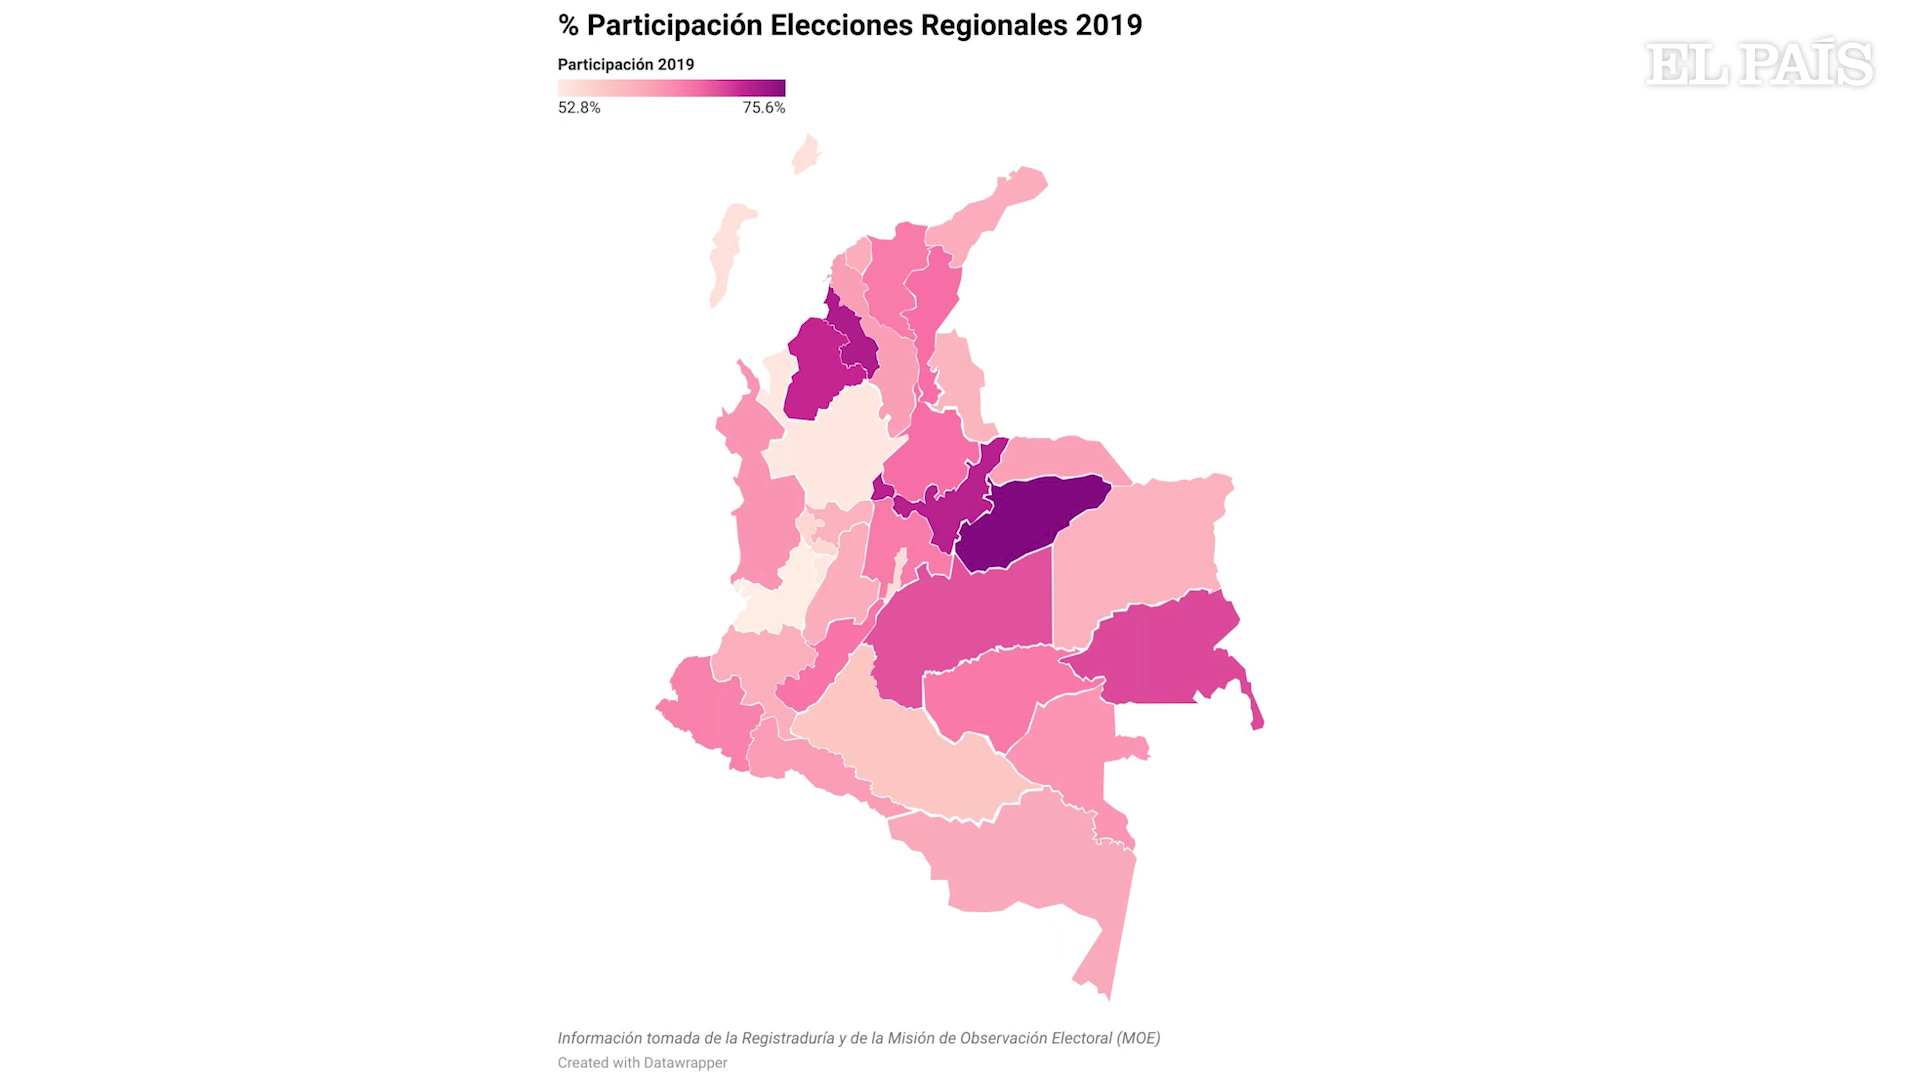 % Participación Elecciones Regionales 2019
EL PAÍS
Participación 2019
52.8% 75.6%
Información tomada de la Registraduría y de la Misión de Observación Electoral (MOE)
Created with Datawrapper